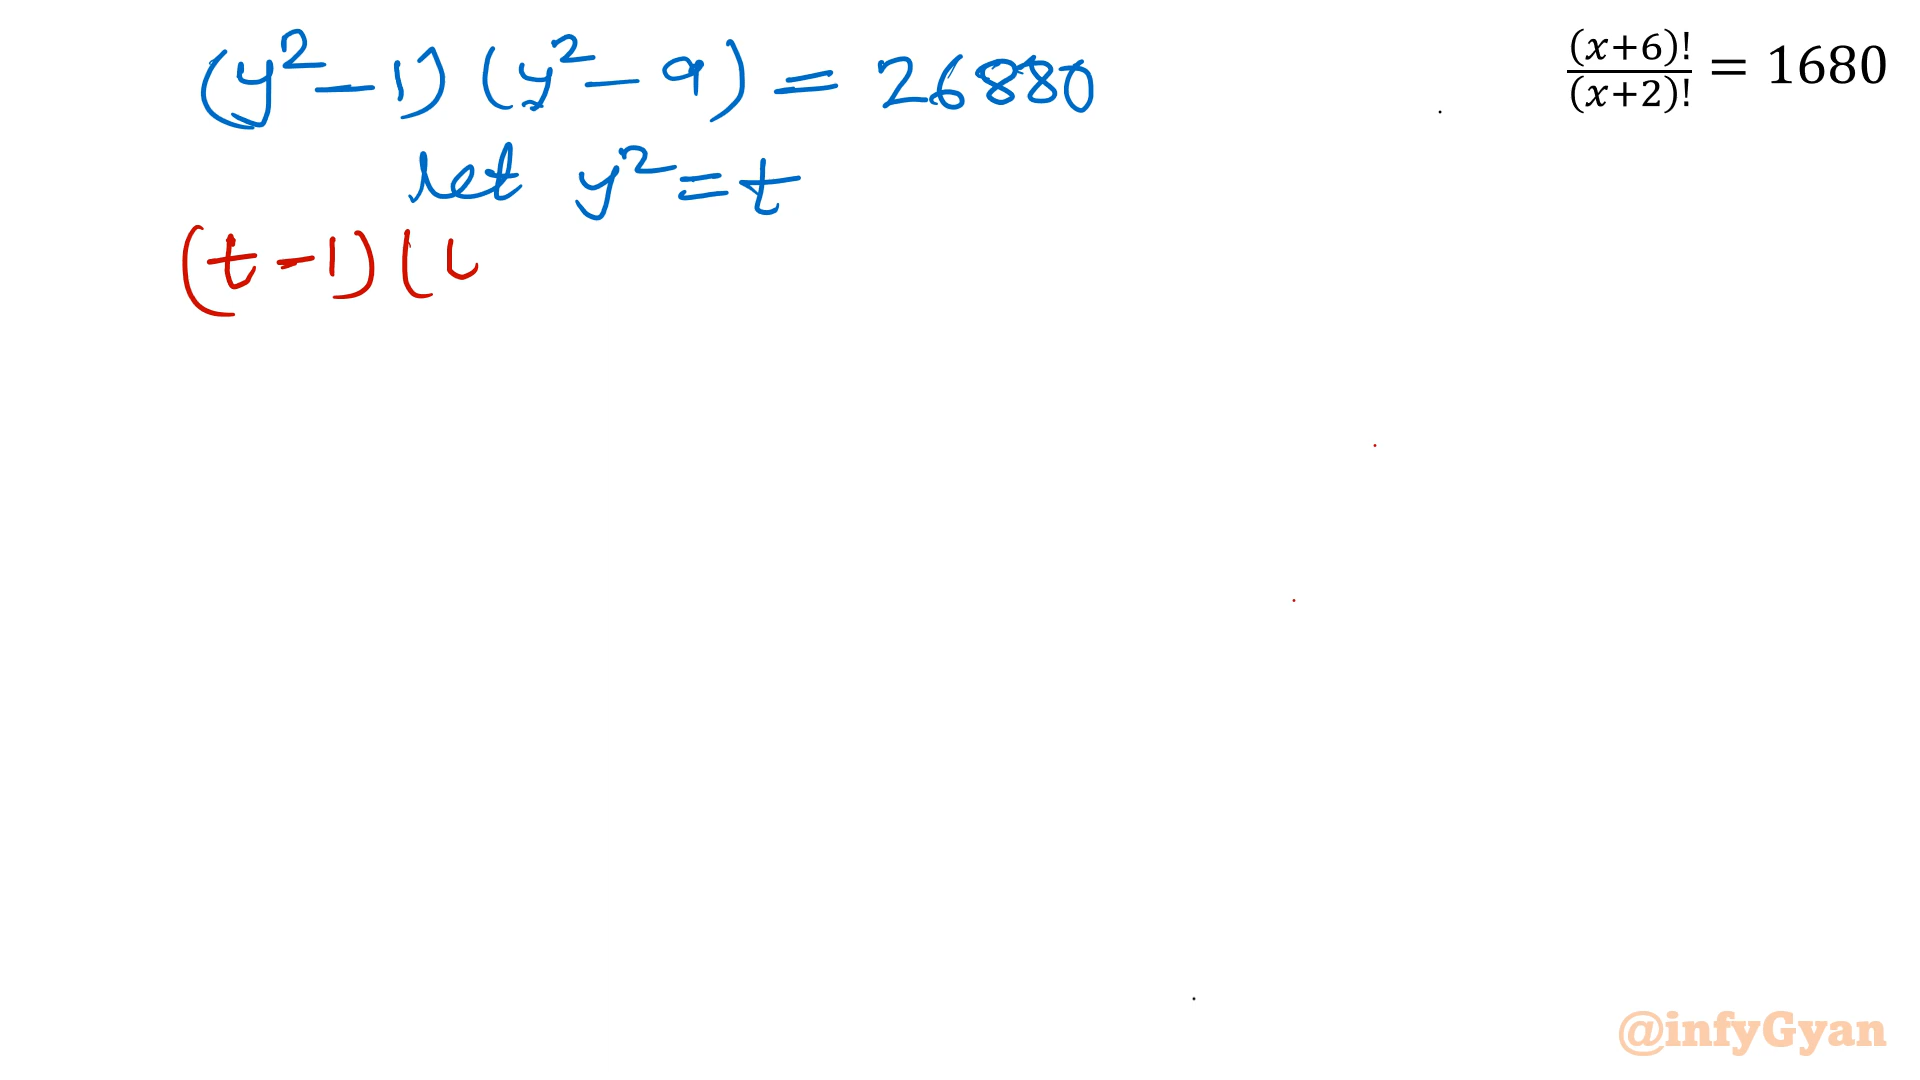 (y²-1)(y²-9) = 26880
let y² = t
(t-1)(
(x+6)!/(x+2)! = 1680
@infyGyan